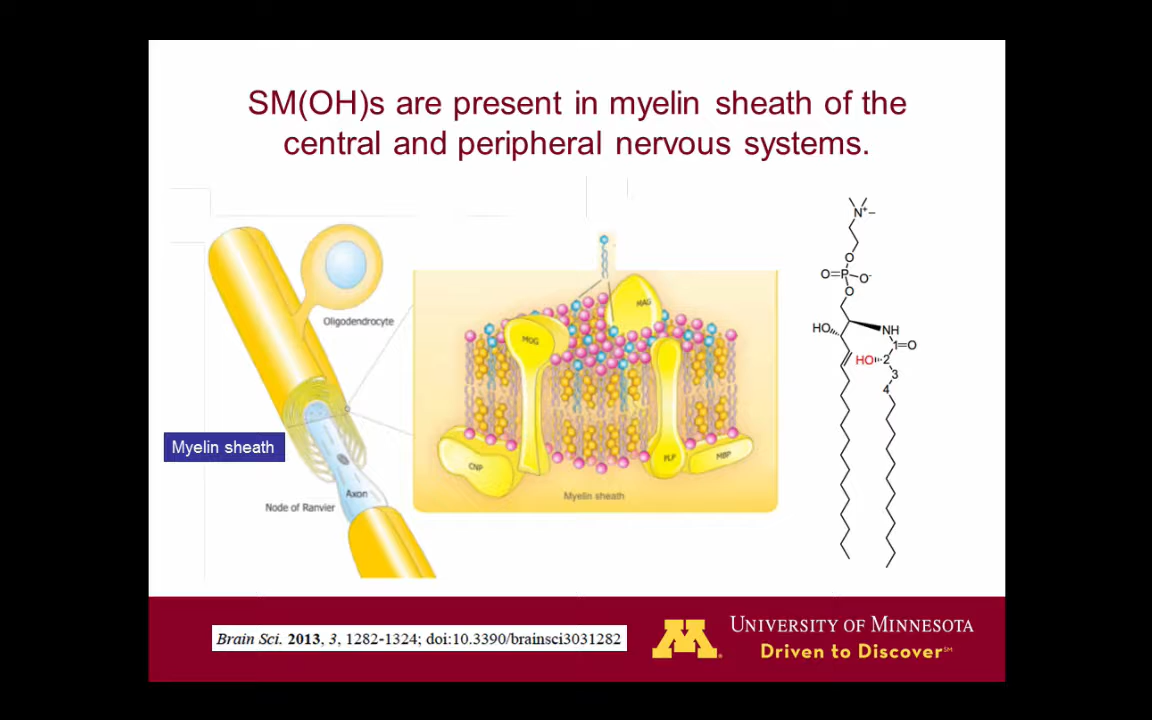 SM(OH)s are present in myelin sheath of the
central and peripheral nervous systems.
Oligodendrocyte
Myelin sheath
Node of Ranvier
Axon
MOG
MAG
CNP
PLP
MBP
Myelin sheath
N+
O
O=P
O-
O
HO
NH
1=O
HO 2
3
4
Brain Sci. 2013, 3, 1282-1324; doi:10.3390/brainsci3031282
UNIVERSITY OF MINNESOTA
Driven to Discover℠